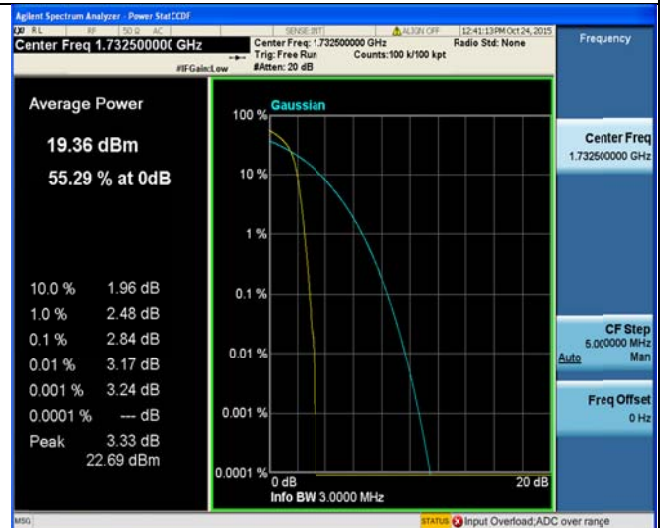 Agilent Spectrum Analyzer - Power Stat CCDF
RL RF 50 Ω AC SENSE:INT ALIGN OFF 12:41:13 PM Oct 24, 2015
Center Freq 1.732500000 GHz
Center Freq: 1.732500000 GHz Radio Std: None
Trig: Free Run Counts:100 k/100 kpt
#IFGain:Low #Atten: 20 dB
Frequency
Average Power
19.36 dBm
55.29 % at 0dB
10.0 % 1.96 dB
1.0 % 2.48 dB
0.1 % 2.84 dB
0.01 % 3.17 dB
0.001 % 3.24 dB
0.0001 % --- dB
Peak 3.33 dB
22.69 dBm
Gaussian
100 %
10 %
1 %
0.1 %
0.01 %
0.001 %
0.0001 %
0 dB 20 dB
Info BW 3.0000 MHz
Center Freq
1.732500000 GHz
CF Step
5.000000 MHz
Auto Man
Freq Offset
0 Hz
MSG STATUS Input Overload;ADC over range